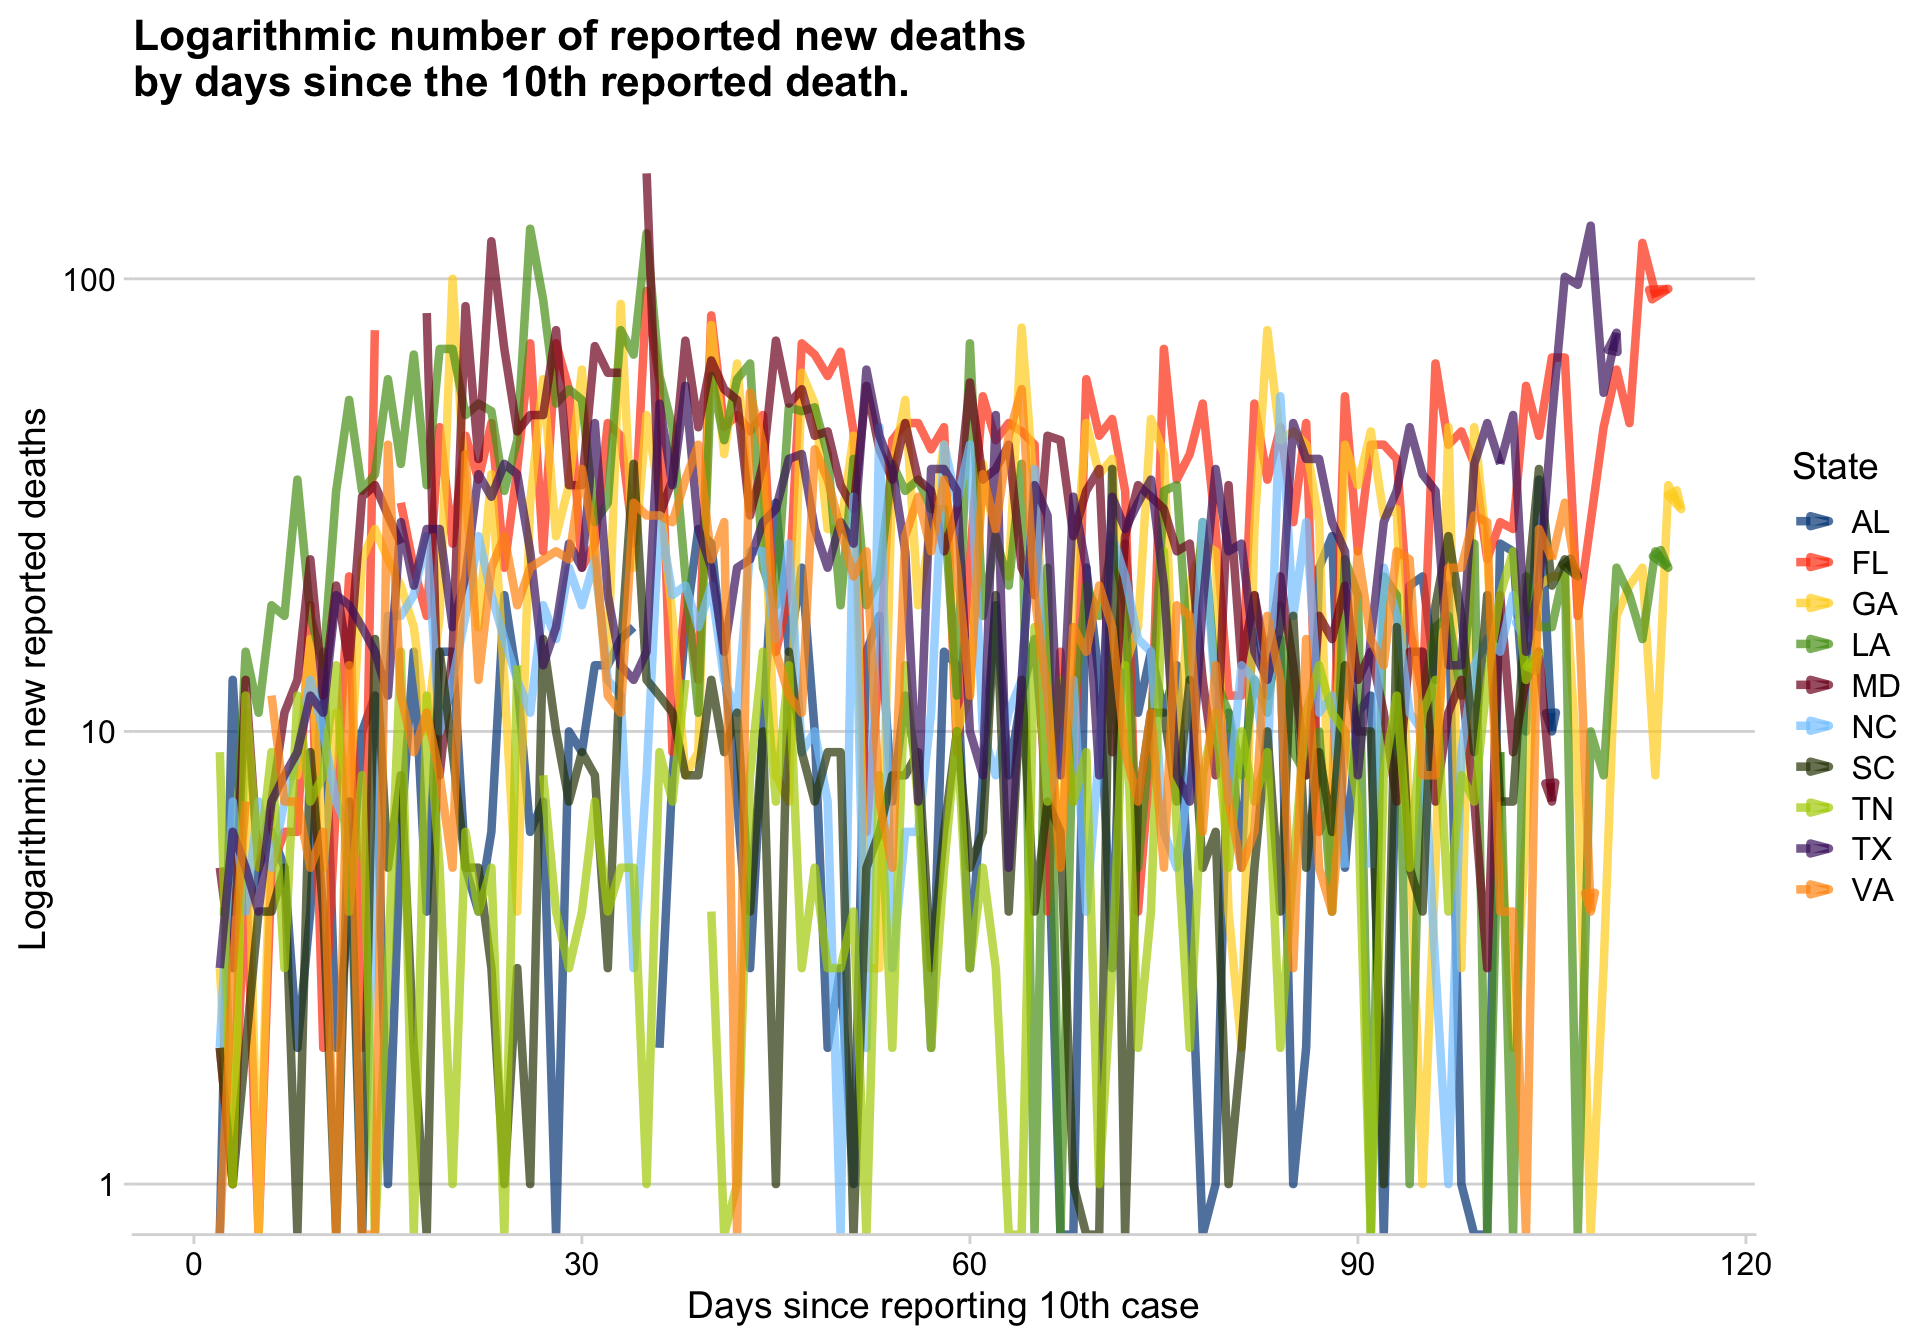 Logarithmic number of reported new deaths
by days since the 10th reported death.
Logarithmic new reported deaths
100
10
1
0
30
60
90
120
Days since reporting 10th case
State
AL
FL
GA
LA
MD
NC
SC
TN
TX
VA